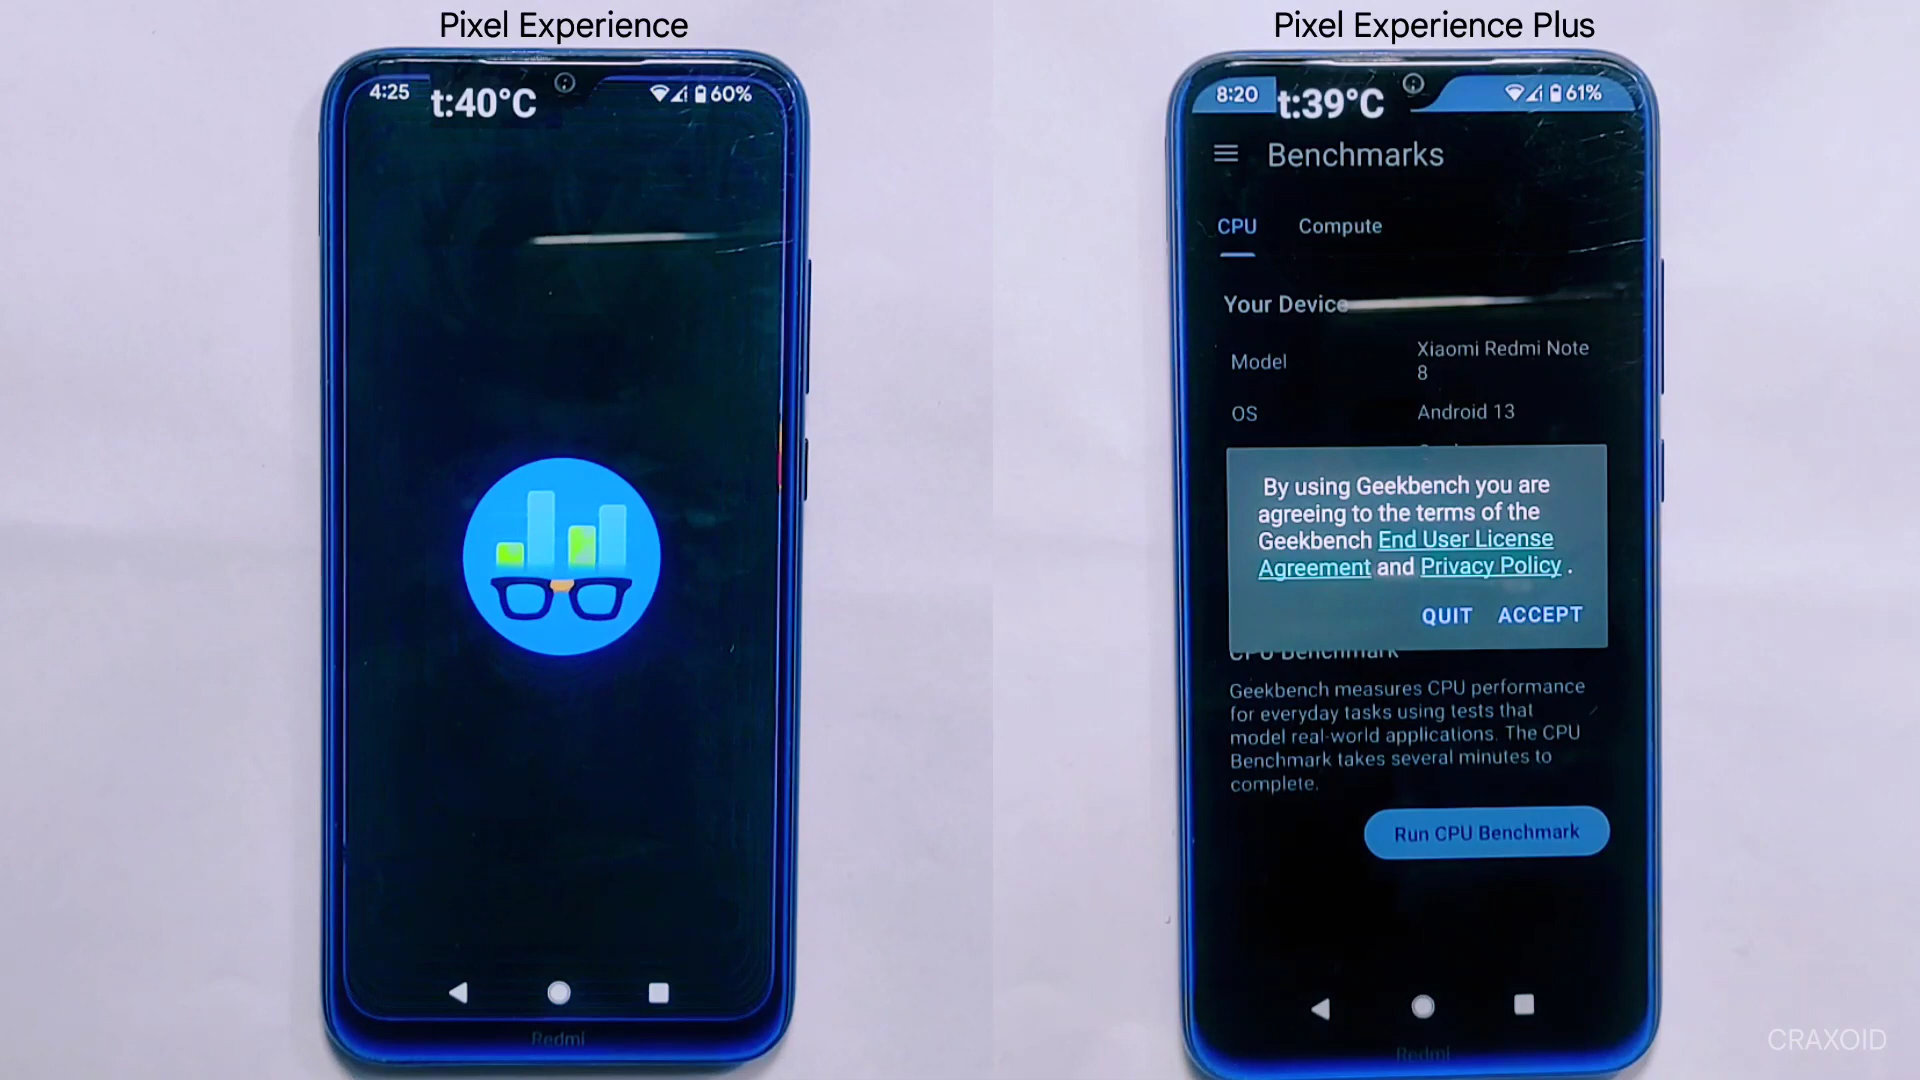 Pixel Experience
4:25
t:40°C
60%
Redmi
Pixel Experience Plus
8:20
t:39°C
61%
Benchmarks
CPU
Compute
Your Device
Model
Xiaomi Redmi Note
8
OS
Android 13
By using Geekbench you are
agreeing to the terms of the
Geekbench End User License
Agreement and Privacy Policy .
QUIT
ACCEPT
CPU Benchmark
Geekbench measures CPU performance
for everyday tasks using tests that
model real-world applications. The CPU
Benchmark takes several minutes to
complete.
Run CPU Benchmark
Redmi
CRAXOID